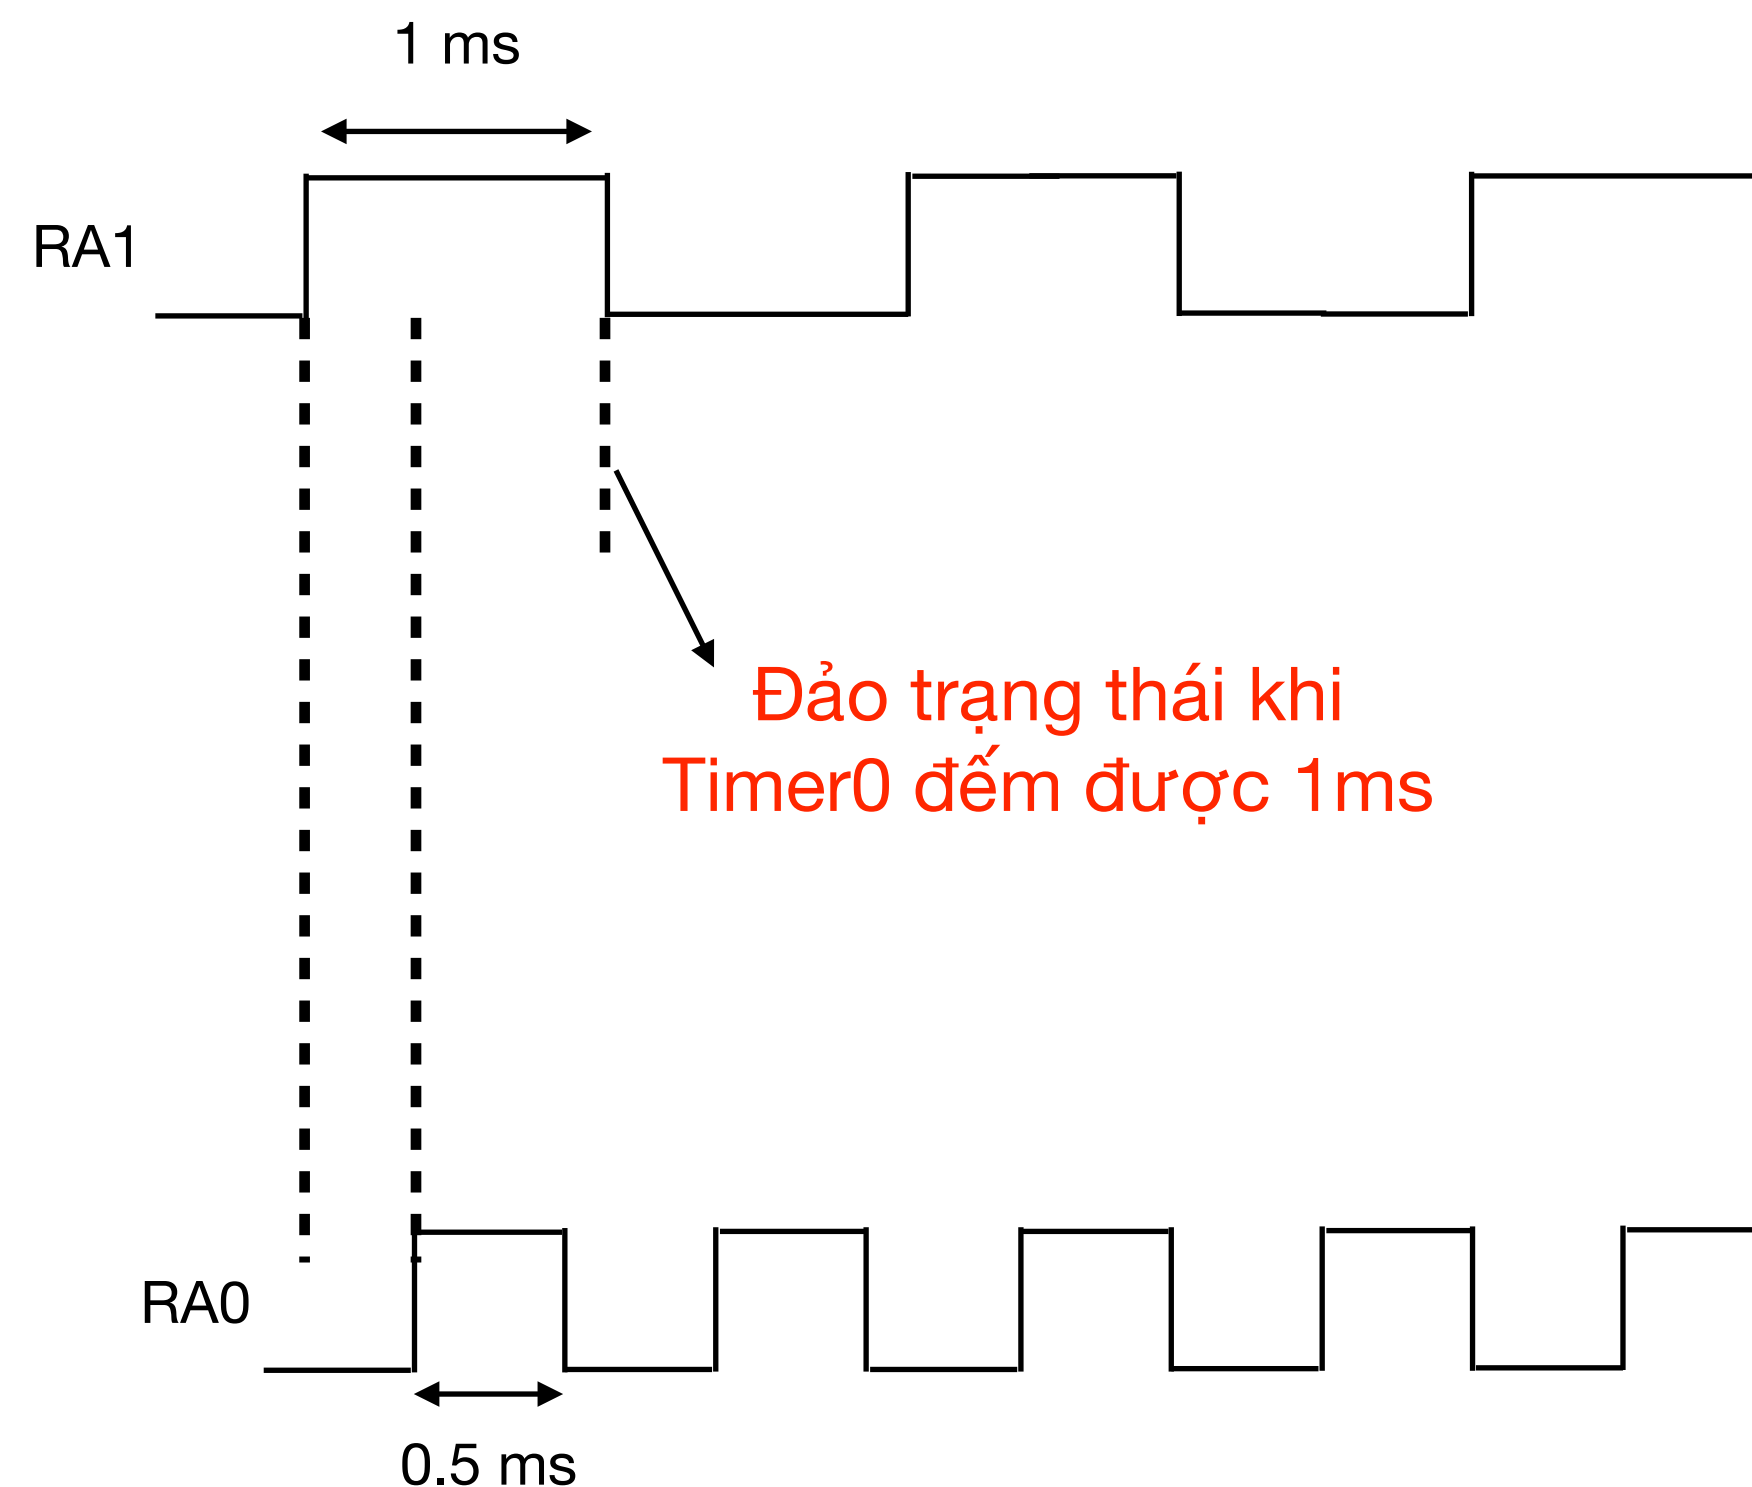 1 ms
RA1
Đảo trạng thái khi
Timer0 đếm được 1ms
RA0
0.5 ms